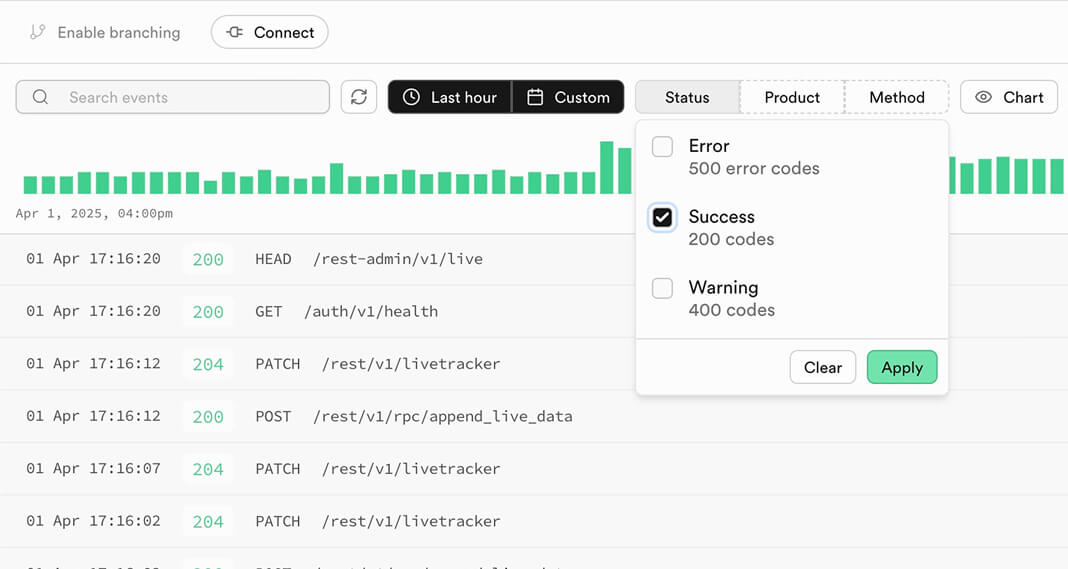 Enable branching Connect
Search events Last hour Custom Status Product Method Chart
Error
500 error codes
Success
200 codes
Warning
400 codes
Clear Apply
Apr 1, 2025, 04:00pm
01 Apr 17:16:20 200 HEAD /rest-admin/v1/live
01 Apr 17:16:20 200 GET /auth/v1/health
01 Apr 17:16:12 204 PATCH /rest/v1/livetracker
01 Apr 17:16:12 200 POST /rest/v1/rpc/append_live_data
01 Apr 17:16:07 204 PATCH /rest/v1/livetracker
01 Apr 17:16:02 204 PATCH /rest/v1/livetracker